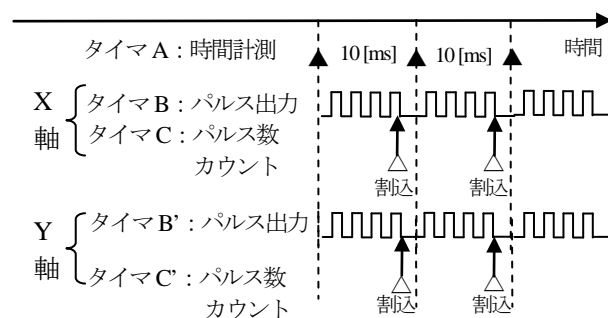 タイマ A：時間計測
10 [ms]
10 [ms]
時間
X
軸
タイマ B：パルス出力
タイマ C：パルス数
カウント
割込
割込
Y
軸
タイマ B'：パルス出力
タイマ C'：パルス数
カウント
割込
割込